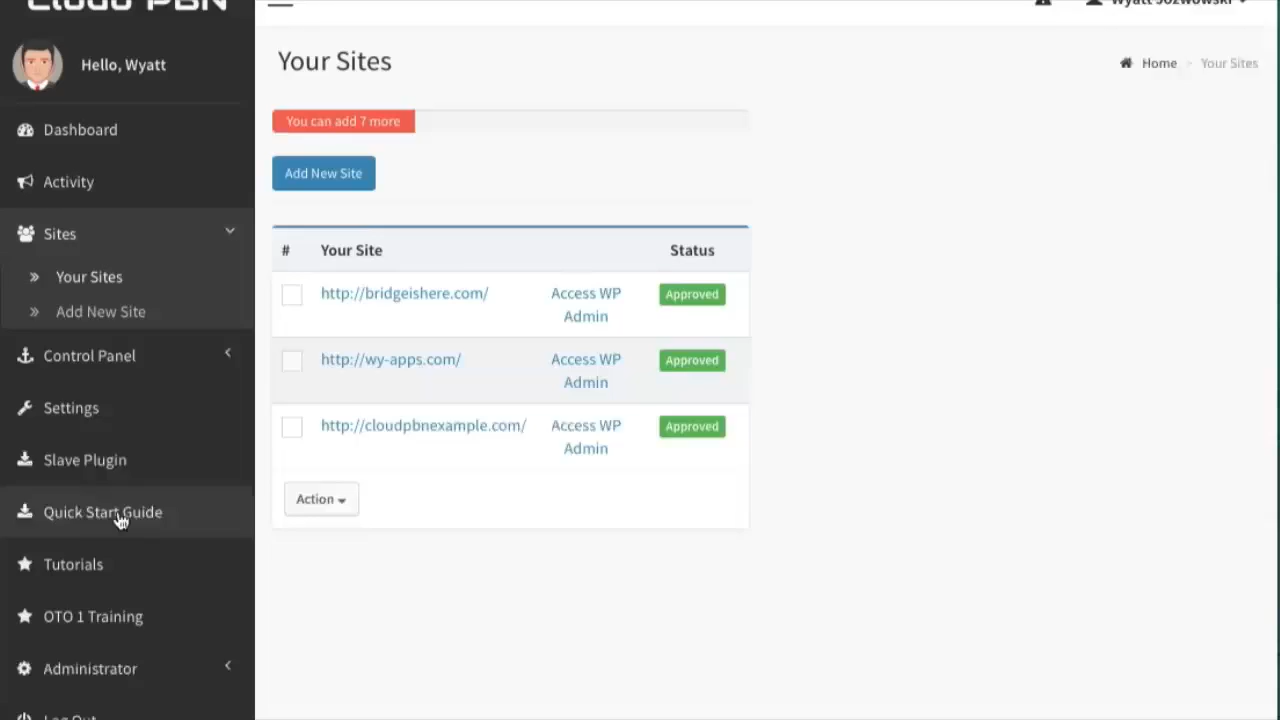 Cloud PBN
Wyatt Jozwowski
Hello, Wyatt
Dashboard
Activity
Sites
Your Sites
Add New Site
Control Panel
Settings
Slave Plugin
Quick Start Guide
Tutorials
OTO 1 Training
Administrator
Log Out
Your Sites
Home - Your Sites
You can add 7 more
Add New Site
# Your Site Status
http://bridgeishere.com/ Access WP Admin Approved
http://wy-apps.com/ Access WP Admin Approved
http://cloudpbnexample.com/ Access WP Admin Approved
Action